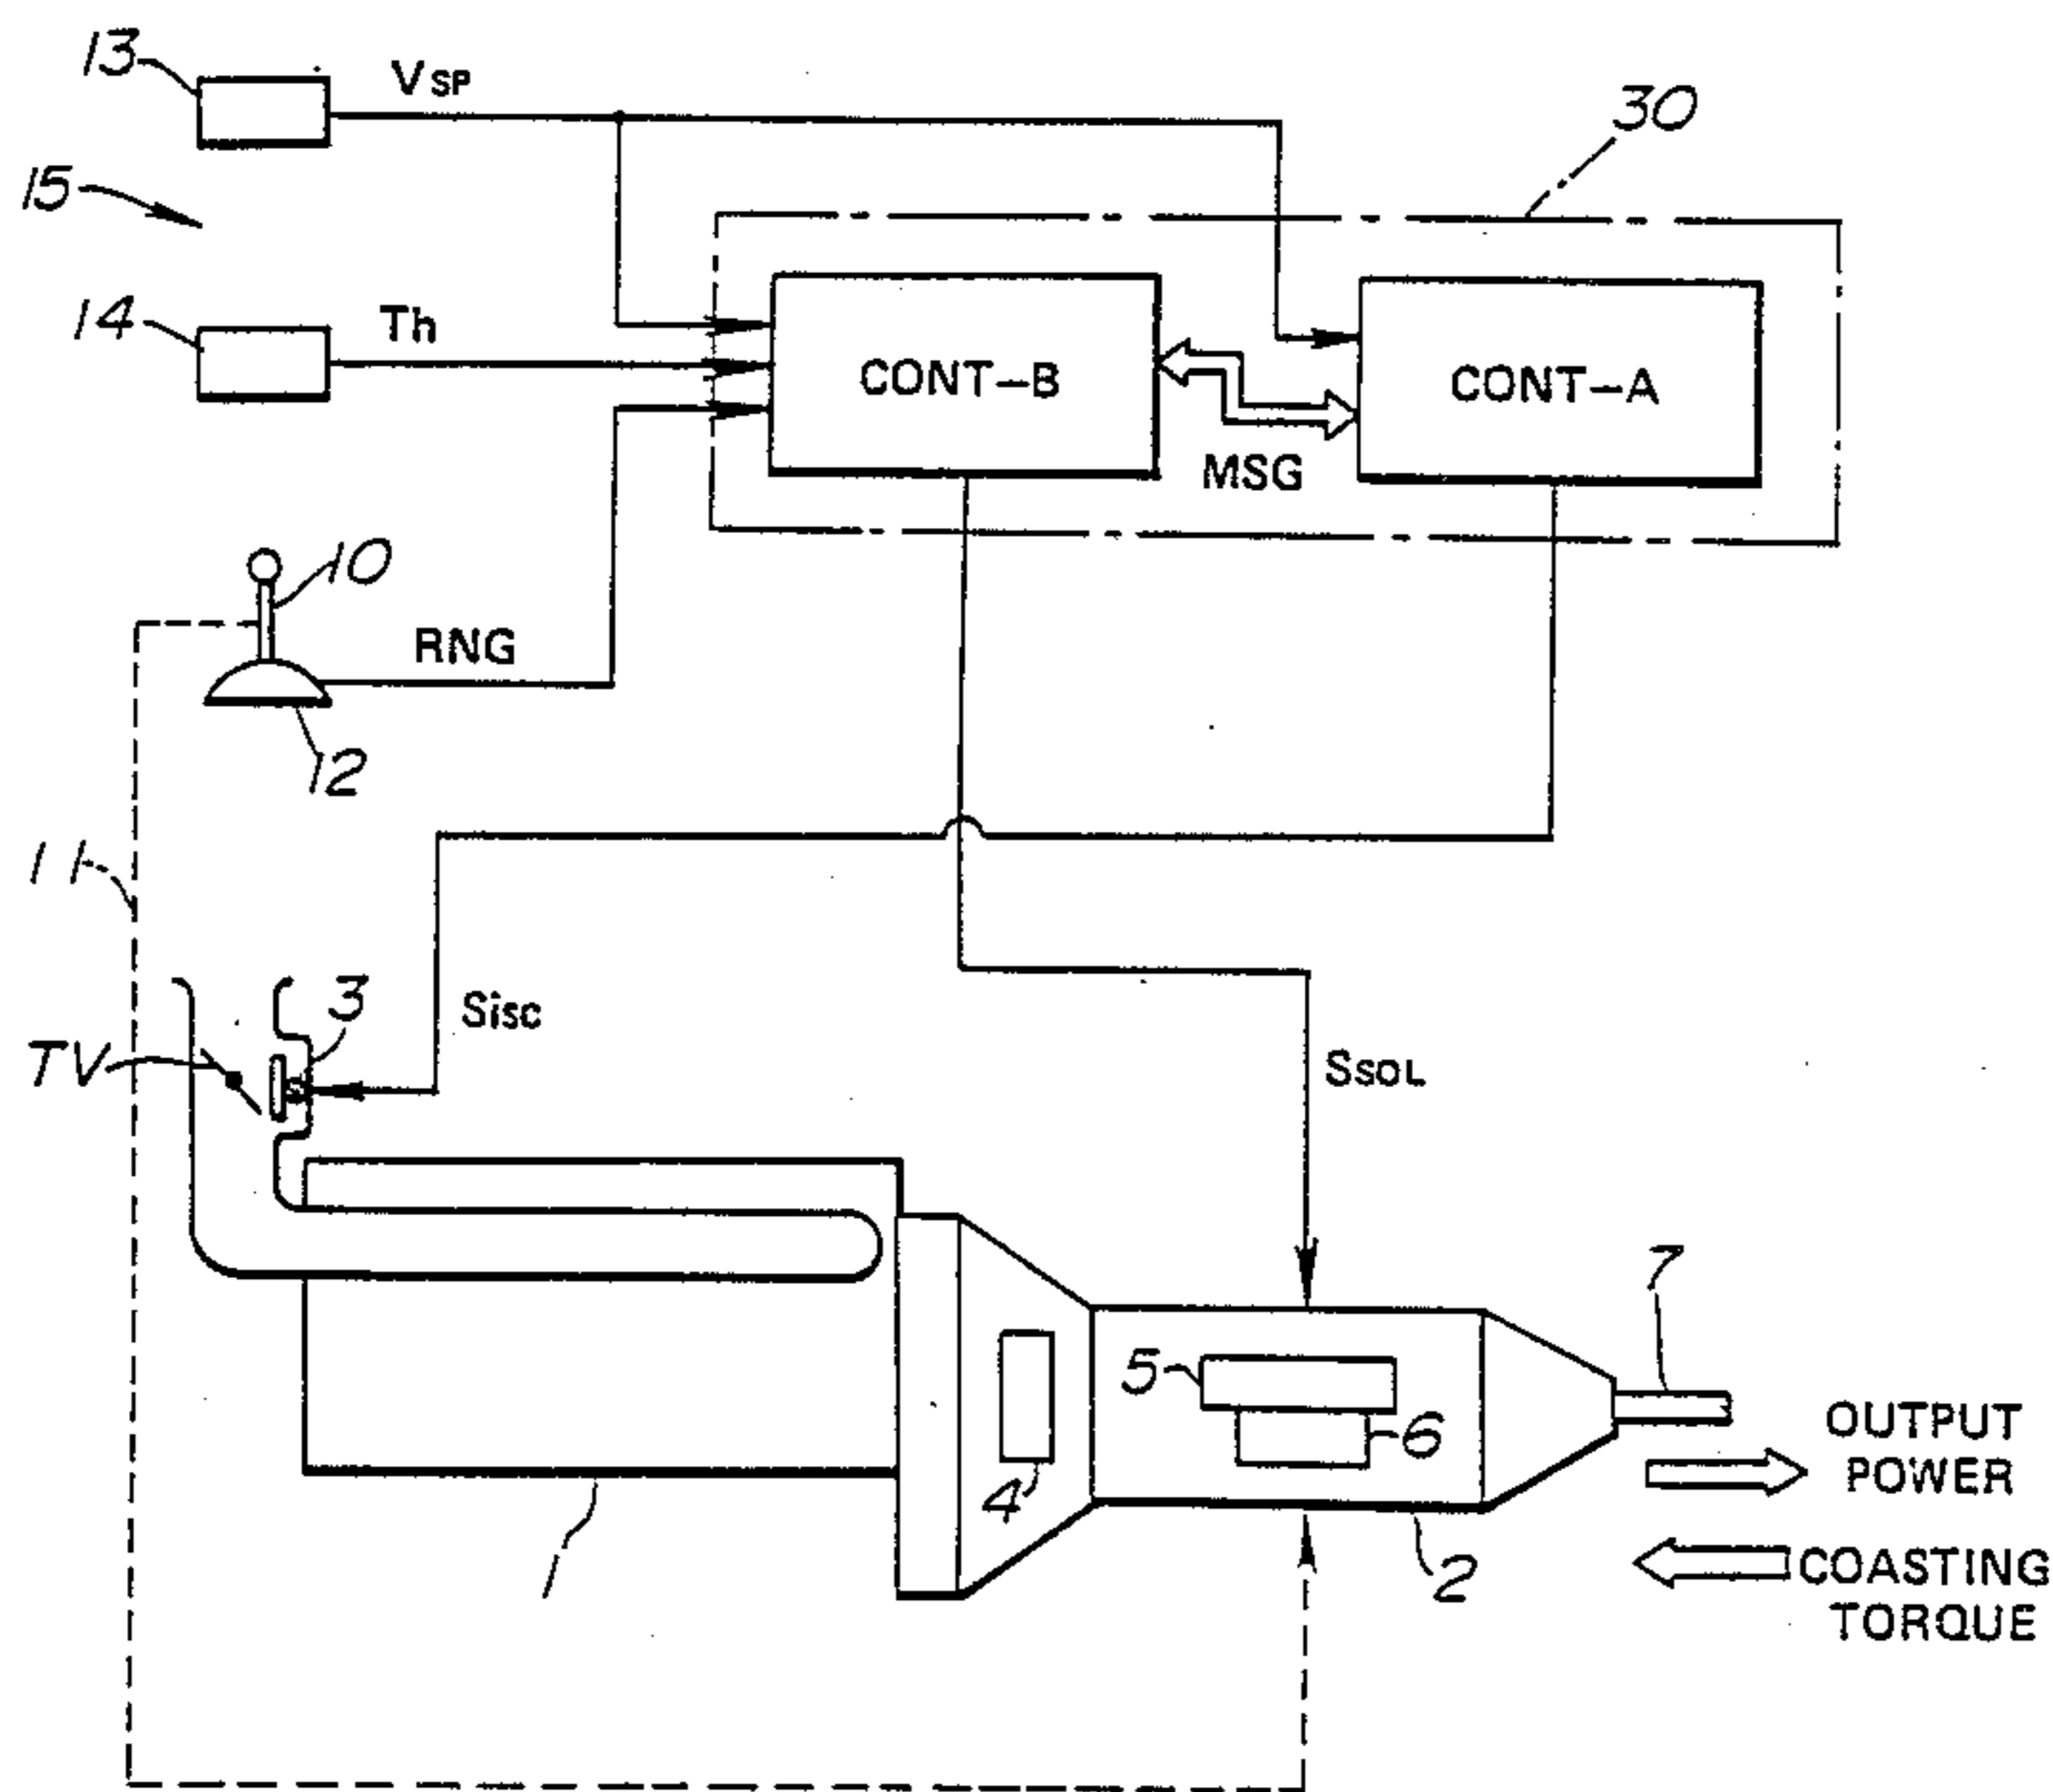 13
VSP
30
15
14
Th
CONT-B
CONT-A
MSG
10
RNG
12
11
3
Sisc
TV
SSOL
7
5
6
OUTPUT
POWER
4
1
2
COASTING
TORQUE